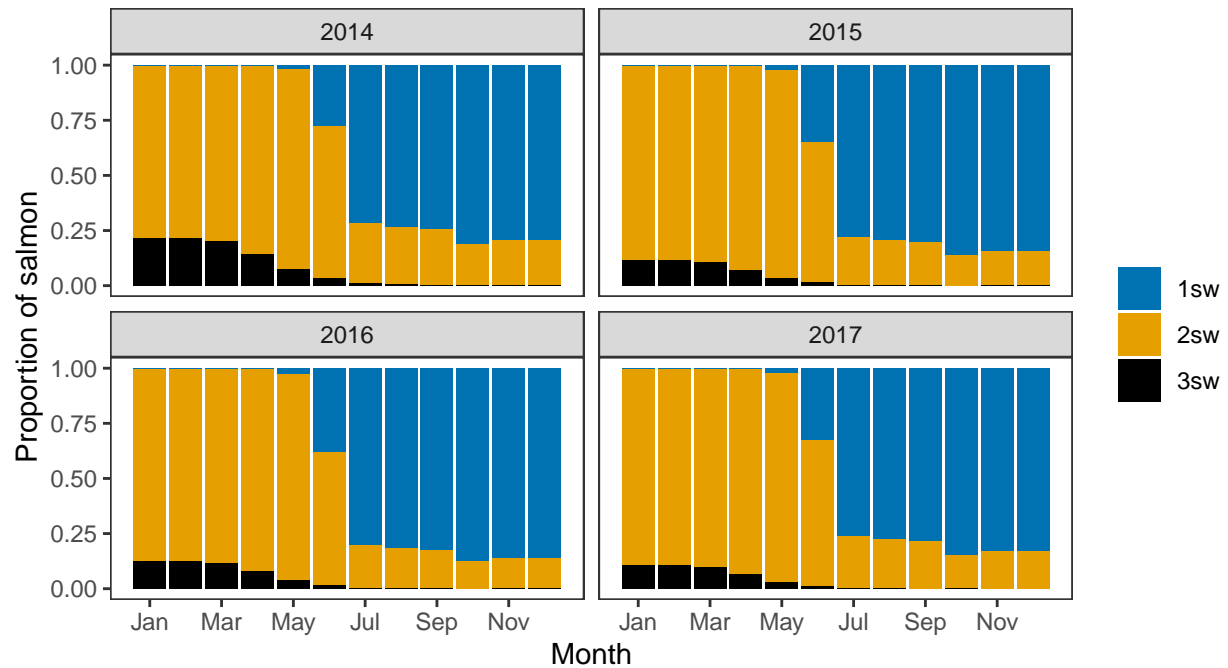 2014
2015
1.00
0.75
0.50
0.25
0.00
2016
2017
1.00
0.75
0.50
0.25
0.00
Jan Mar May Jul Sep Nov
Jan Mar May Jul Sep Nov
Month
Proportion of salmon
1sw
2sw
3sw